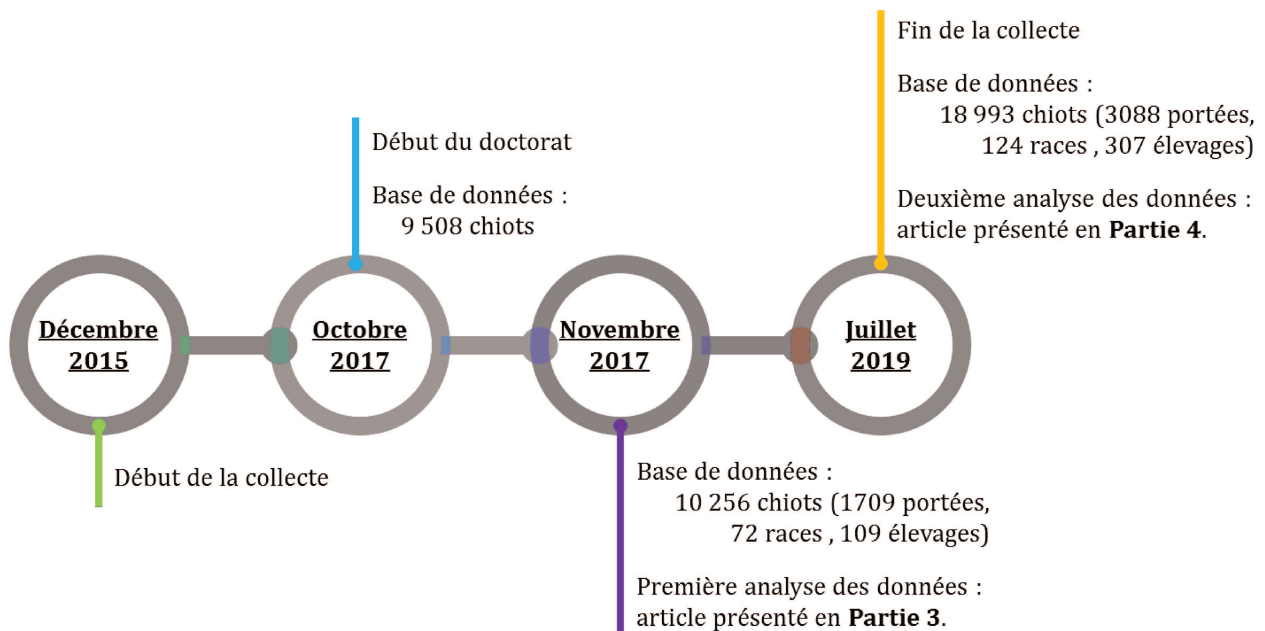 Décembre
2015
Début de la collecte
Octobre
2017
Début du doctorat
Base de données :
9 508 chiots
Novembre
2017
Base de données :
10 256 chiots (1709 portées,
72 races , 109 élevages)
Première analyse des données :
article présenté en Partie 3.
Juillet
2019
Fin de la collecte
Base de données :
18 993 chiots (3088 portées,
124 races , 307 élevages)
Deuxième analyse des données :
article présenté en Partie 4.